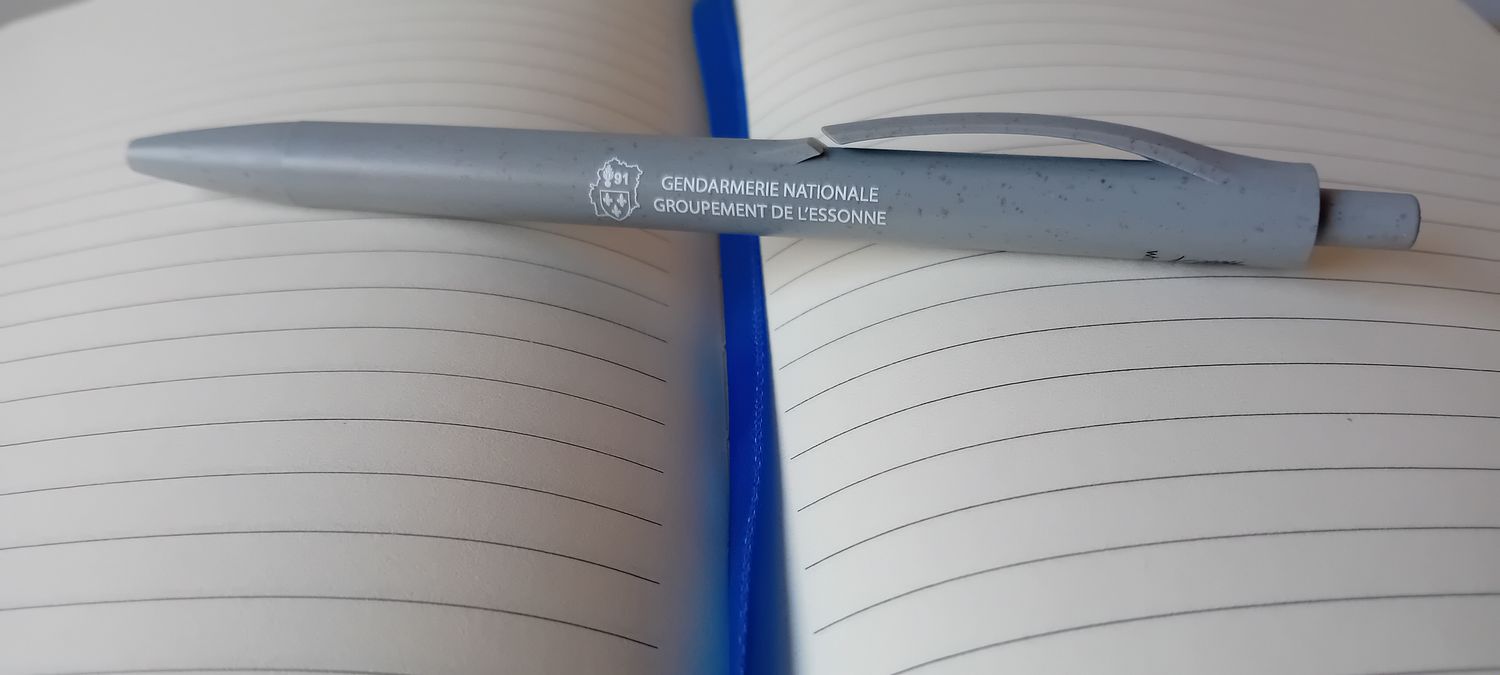 91
GENDARMERIE NATIONALE
GROUPEMENT DE L'ESSONNE